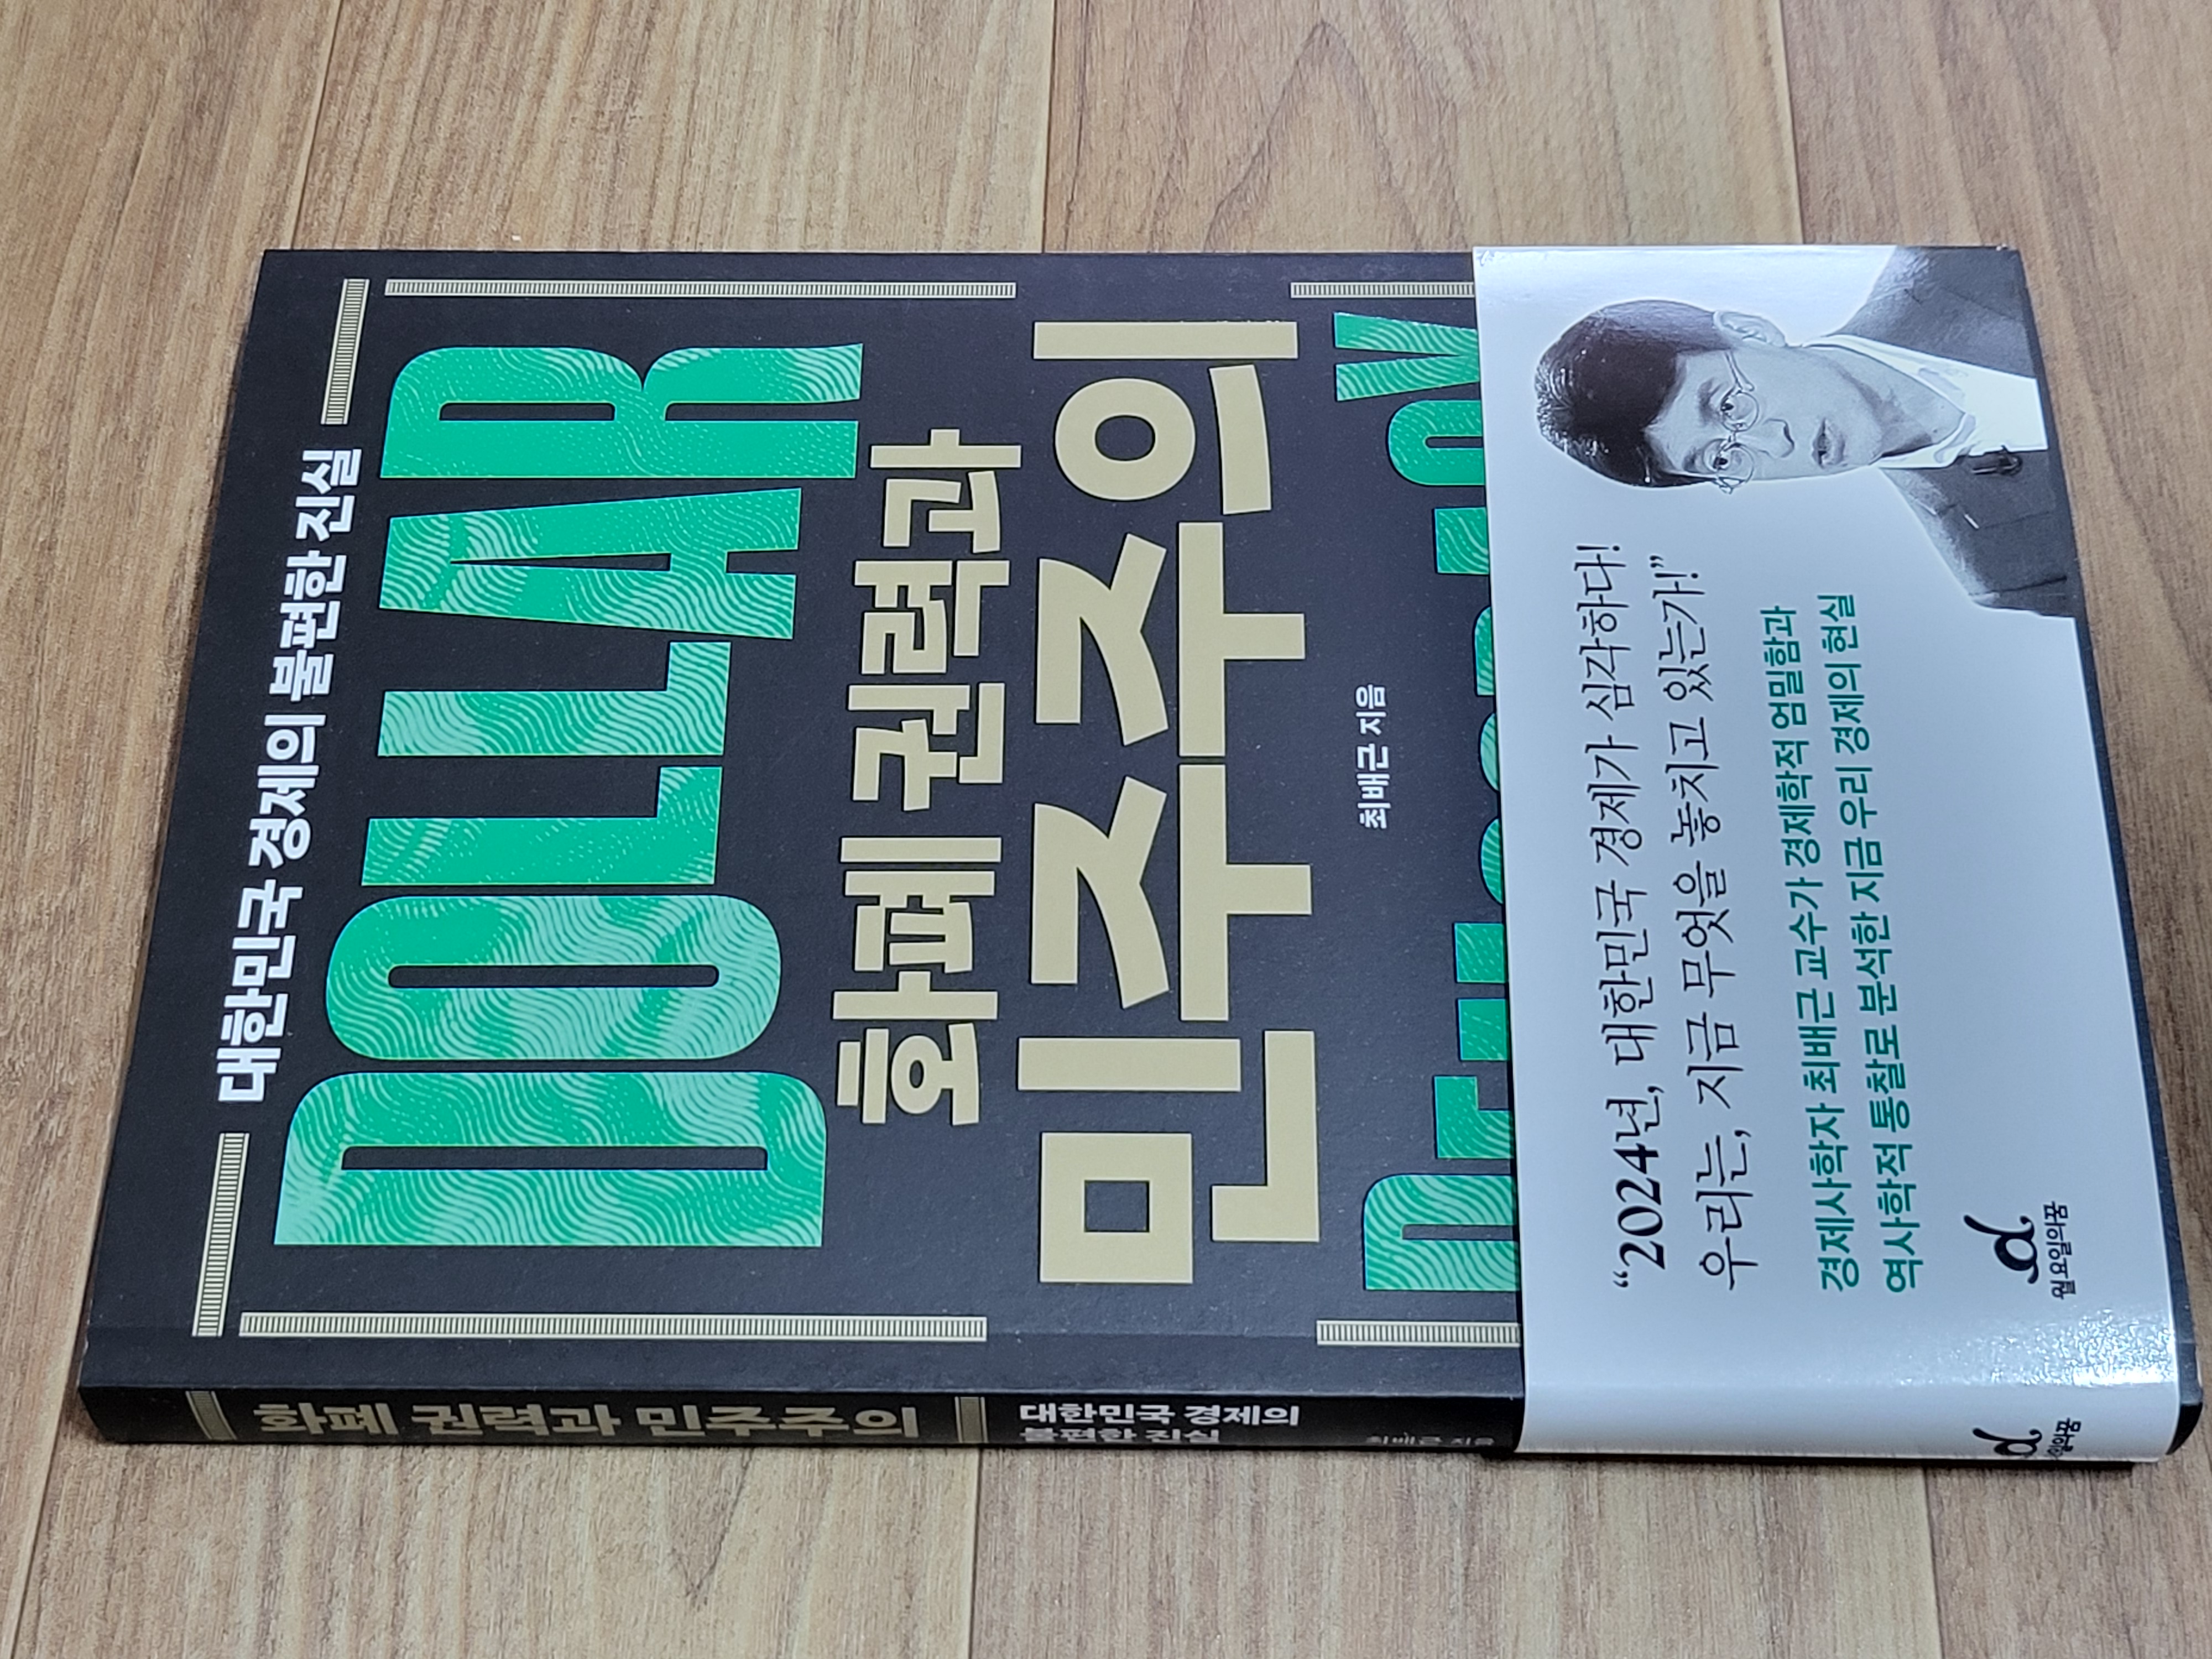 대한민국 경제의 불편한 진실
DOLLAR
화폐 권력과
민주주의
최배근 지음
“2024년, 대한민국 경제가 심각하다!
우리는, 지금 무엇을 놓치고 있는가!”
경제사학자 최배근 교수가 경제학적 엄밀함과
역사학적 통찰로 분석한 지금 우리 경제의 현실
월요일의꿈
화폐 권력과 민주주의
대한민국 경제의
불편한 진실
최배근 지음